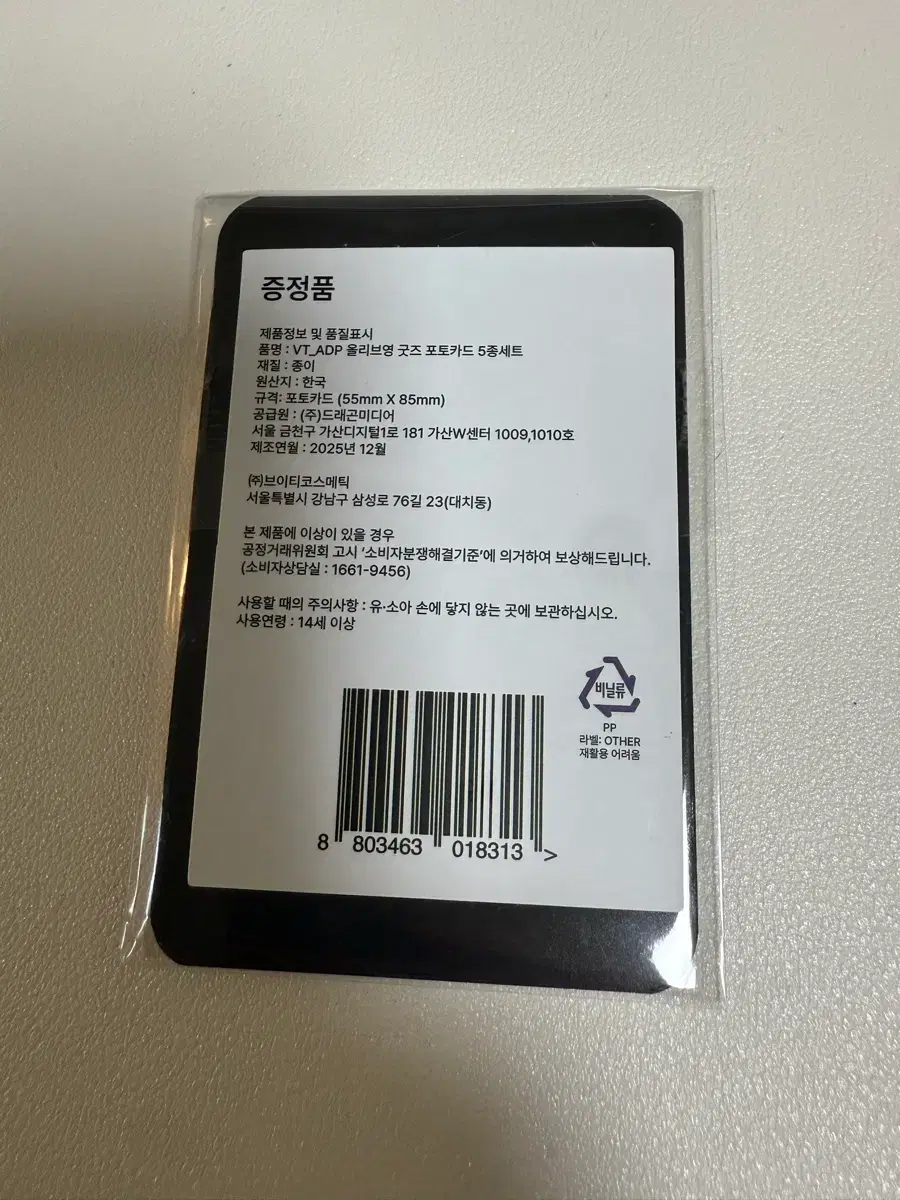 증정품
제품정보 및 품질표시
품명 : VT_ADP 올리브영 굿즈 포토카드 5종세트
재질 : 종이
원산지 : 한국
규격: 포토카드 (55mm X 85mm)
공급원 : (주)드래곤미디어
서울 금천구 가산디지털1로 181 가산W센터 1009,1010호
제조연월 : 2025년 12월
㈜브이티코스메틱
서울특별시 강남구 삼성로 76길 23(대치동)
본 제품에 이상이 있을 경우
공정거래위원회 고시 ‘소비자분쟁해결기준’에 의거하여 보상해드립니다.
(소비자상담실 : 1661-9456)
사용할 때의 주의사항 : 유·소아 손에 닿지 않는 곳에 보관하십시오.
사용연령 : 14세 이상
비닐류
PP
라벨: OTHER
재활용 어려움
8 803463 018313 >